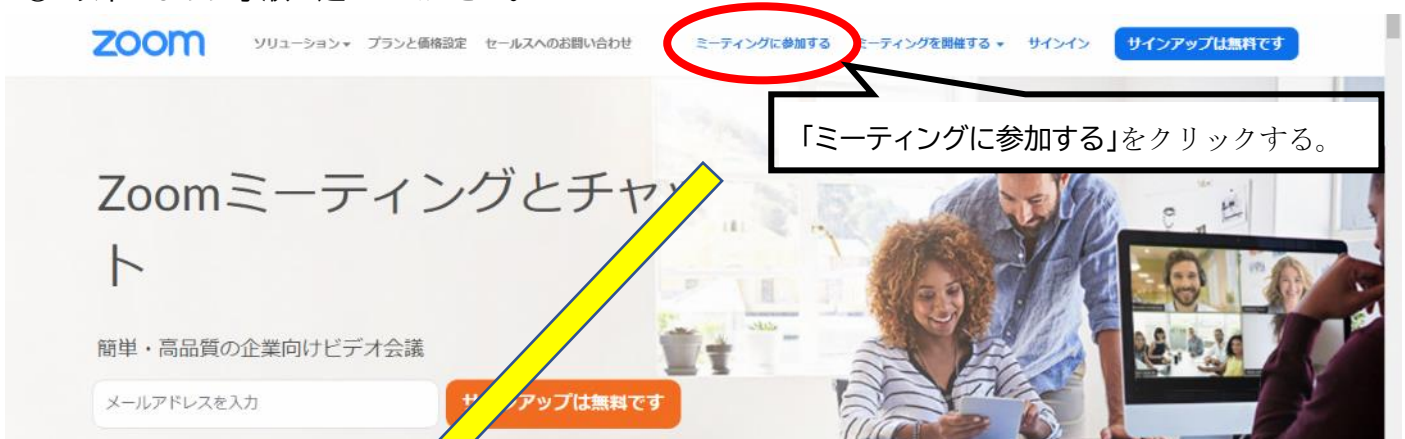 zoom
ソリューション▾ プランと価格設定 セールスへのお問い合わせ ミーティングに参加する ミーティングを開催する ▾ サインイン サインアップは無料です
「ミーティングに参加する」をクリックする。
Zoomミーティングとチャッ
ト
簡単・高品質の企業向けビデオ会議
メールアドレスを入力 サインアップは無料です